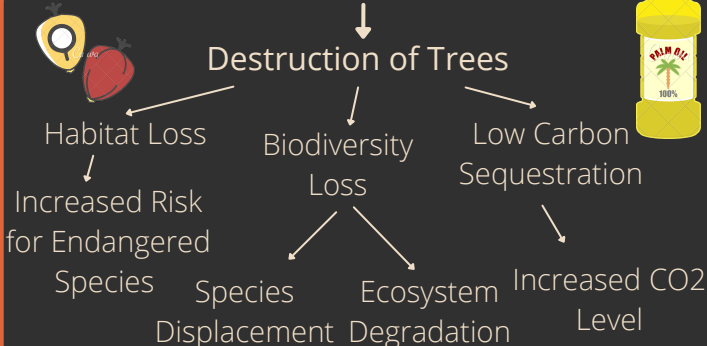 Destruction of Trees
PALM OIL
100%
Habitat Loss
Biodiversity
Loss
Low Carbon
Sequestration
Increased Risk
for Endangered
Species
Species
Displacement
Ecosystem
Degradation
Increased CO2
Level